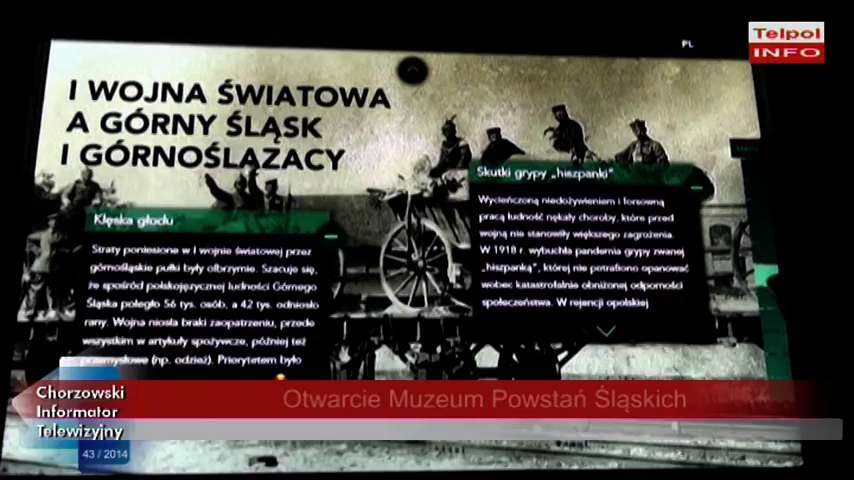 PL
Telpol
INFO
I WOJNA ŚWIATOWA
A GÓRNY ŚLĄSK
I GÓRNOŚLĄZACY
Klęska głodu
Straty poniesione w I wojnie światowej przez
górnośląskie pułki były olbrzymie. Szacuje się,
że spośród polskojęzycznej ludności Górnego
Śląska poległo 56 tys. osób, a 42 tys. odniosło
rany. Wojna niosła braki zaopatrzeniu, przede
wszystkim w artykuły spożywcze, później też
przemysłowe (np. odzież). Priorytetem było
Skutki grypy „hiszpanki"
Wycieńczoną niedożywieniem i forsowną
pracą ludność nękały choroby, które przed
wojną nie stanowiły większego zagrożenia.
W 1918 r. wybuchła pandemia grypy zwanej
„hiszpanką", której nie potrafiono opanować
wobec katastrofalnie obniżonej odporności
społeczeństwa. W rejencji opolskiej
Chorzowski
Informator
Telewizyjny
43 / 2014
Otwarcie Muzeum Powstań Śląskich